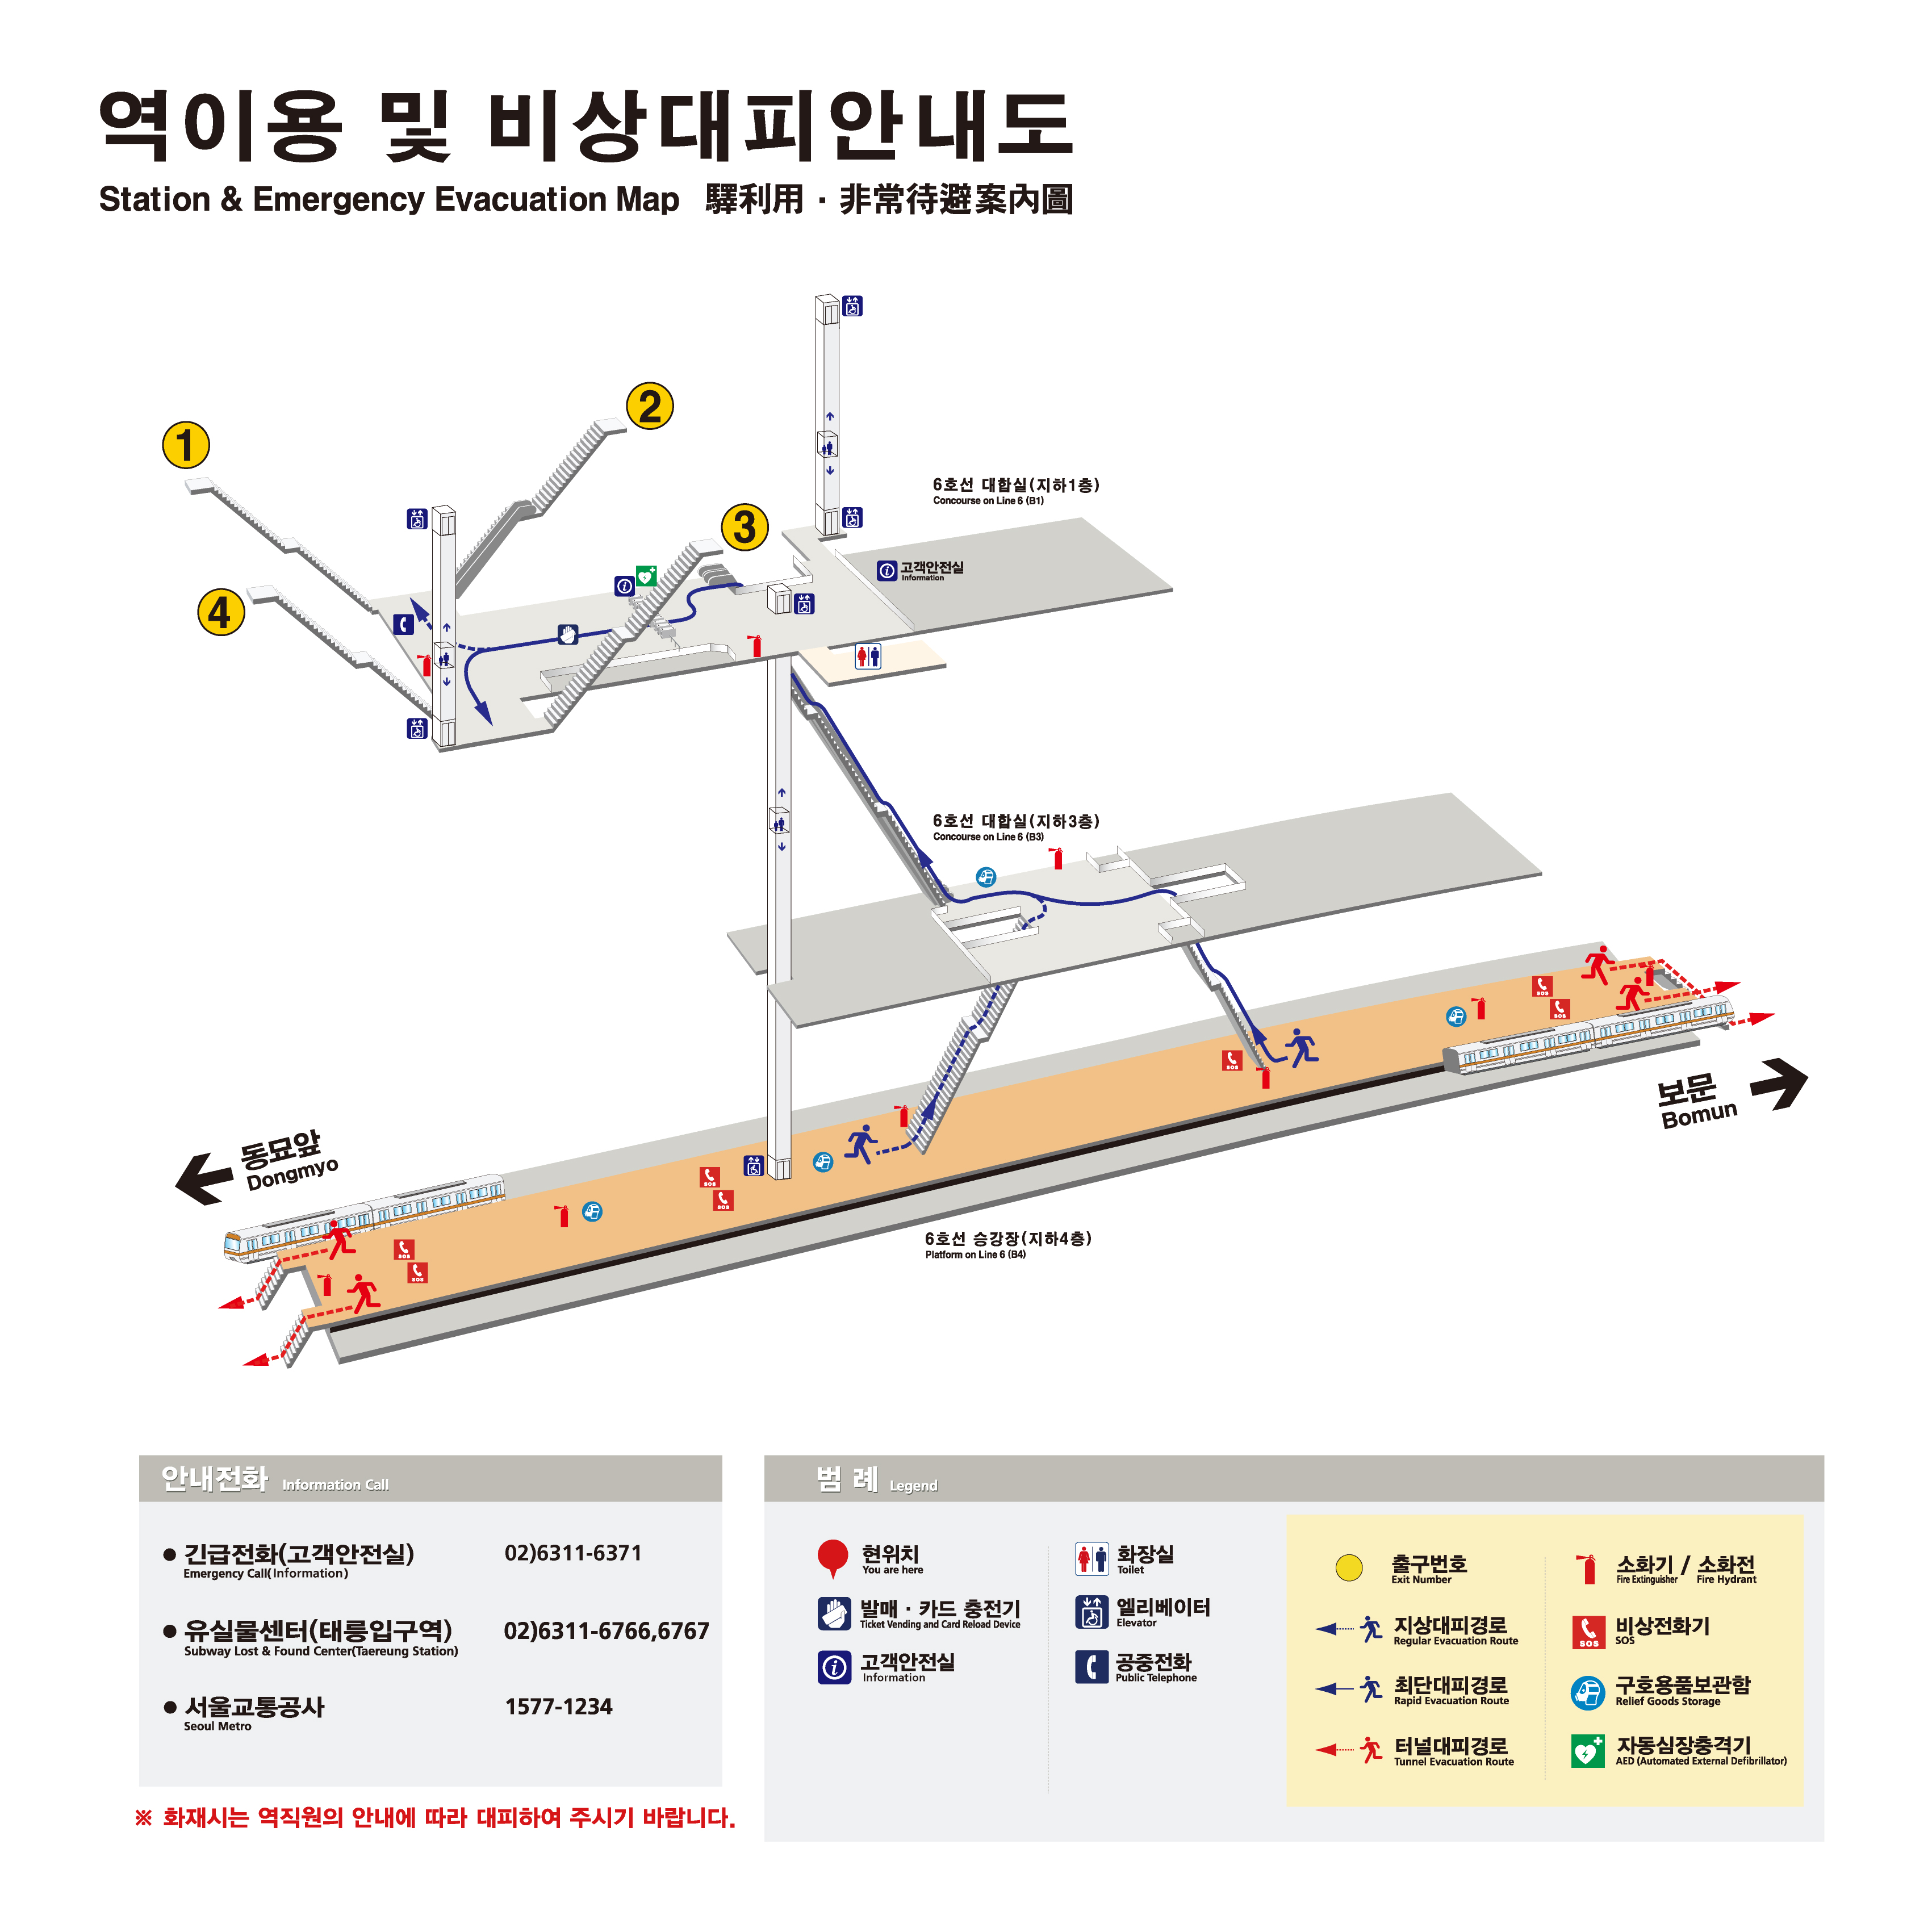 역이용 및 비상대피안내도
Station & Emergency Evacuation Map 驛利用 · 非常待避案內圖
2
1
3
4
6호선 대합실(지하1층)
Concourse on Line 6 (B1)
고객안전실
Information
6호선 대합실(지하3층)
Concourse on Line 6 (B3)
SOS
SOS
SOS
보문
Bomun
동묘앞
Dongmyo
SOS
SOS
SOS
SOS
6호선 승강장(지하4층)
Platform on Line 6 (B4)
안내전화 Information Call
긴급전화(고객안전실) 02)6311-6371
Emergency Call(Information)
유실물센터(태릉입구역) 02)6311-6766,6767
Subway Lost & Found Center(Taereung Station)
서울교통공사 1577-1234
Seoul Metro
※ 화재시는 역직원의 안내에 따라 대피하여 주시기 바랍니다.
범 례 Legend
현위치
You are here
발매 · 카드 충전기
Ticket Vending and Card Reload Device
고객안전실
Information
화장실
Toilet
엘리베이터
Elevator
공중전화
Public Telephone
출구번호
Exit Number
지상대피경로
Regular Evacuation Route
최단대피경로
Rapid Evacuation Route
터널대피경로
Tunnel Evacuation Route
소화기 / 소화전
Fire Extinguisher Fire Hydrant
SOS
비상전화기
SOS
구호용품보관함
Relief Goods Storage
자동심장충격기
AED (Automated External Defibrillator)